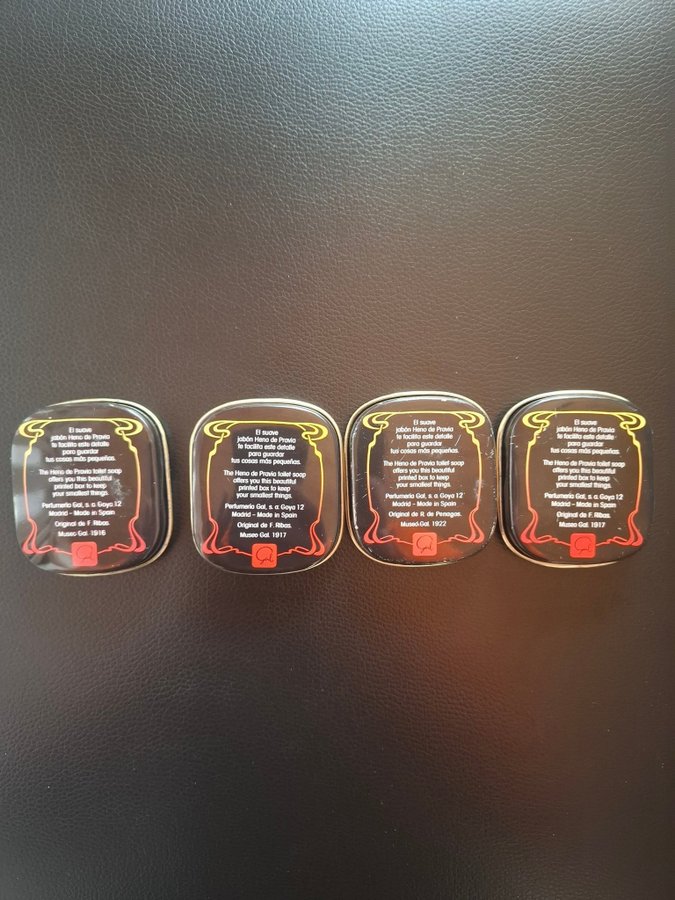 El suave
jabón Heno de Pravia
te facilita este detalle
para guardar
tus cosas más pequeñas.
The Heno de Pravia toilet soap
offers you this beautiful
printed box to keep
your smallest things.
Perfumería Gal, s. a. Goya 12
Madrid - Made in Spain
Original de F. Ribas.
Museo Gal. 1916
El suave
jabón Heno de Pravia
te facilita este detalle
para guardar
tus cosas más pequeñas.
The Heno de Pravia toilet soap
offers you this beautiful
printed box to keep
your smallest things.
Perfumería Gal, s. a. Goya 12
Madrid - Made in Spain
Original de F. Ribas.
Museo Gal. 1917
El suave
jabón Heno de Pravia
te facilita este detalle
para guardar
tus cosas más pequeñas.
The Heno de Pravia toilet soap
offers you this beautiful
printed box to keep
your smallest things.
Perfumería Gal, s. a. Goya 12
Madrid - Made in Spain
Original de R. de Penagos.
Museo Gal. 1922
El suave
jabón Heno de Pravia
te facilita este detalle
para guardar
tus cosas más pequeñas.
The Heno de Pravia toilet soap
offers you this beautiful
printed box to keep
your smallest things.
Perfumería Gal, s. a. Goya 12
Madrid - Made in Spain
Original de F. Ribas.
Museo Gal. 1917